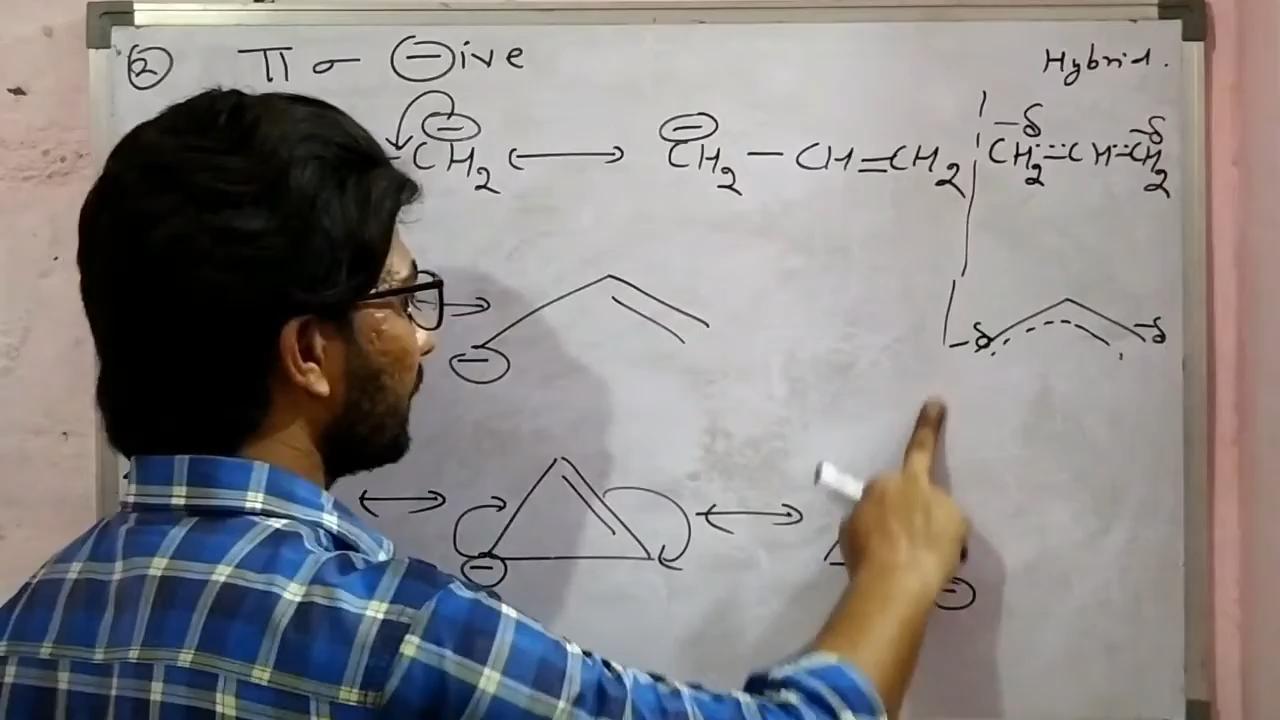 ② π σ ⊖ive
Hybrid.
-CH₂⊖ ⟷ CH₂⊖ — CH=CH₂
-δ -δ
CH₂⋯CH⋯CH₂
⊖
-δ -δ
⊖ ⊖